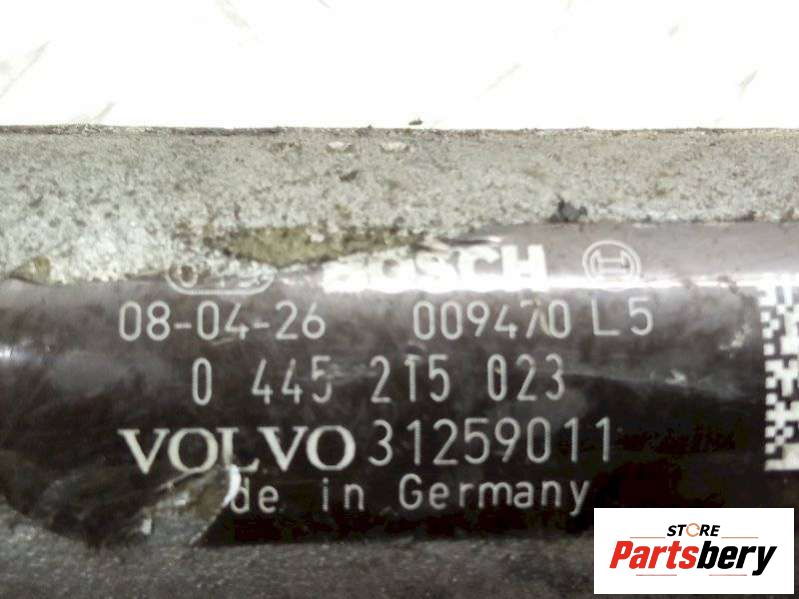 BOSCH
08-04-26 009470 L5
0 445 215 023
VOLVO 31259011
de in Germany
STORE
Partsbery